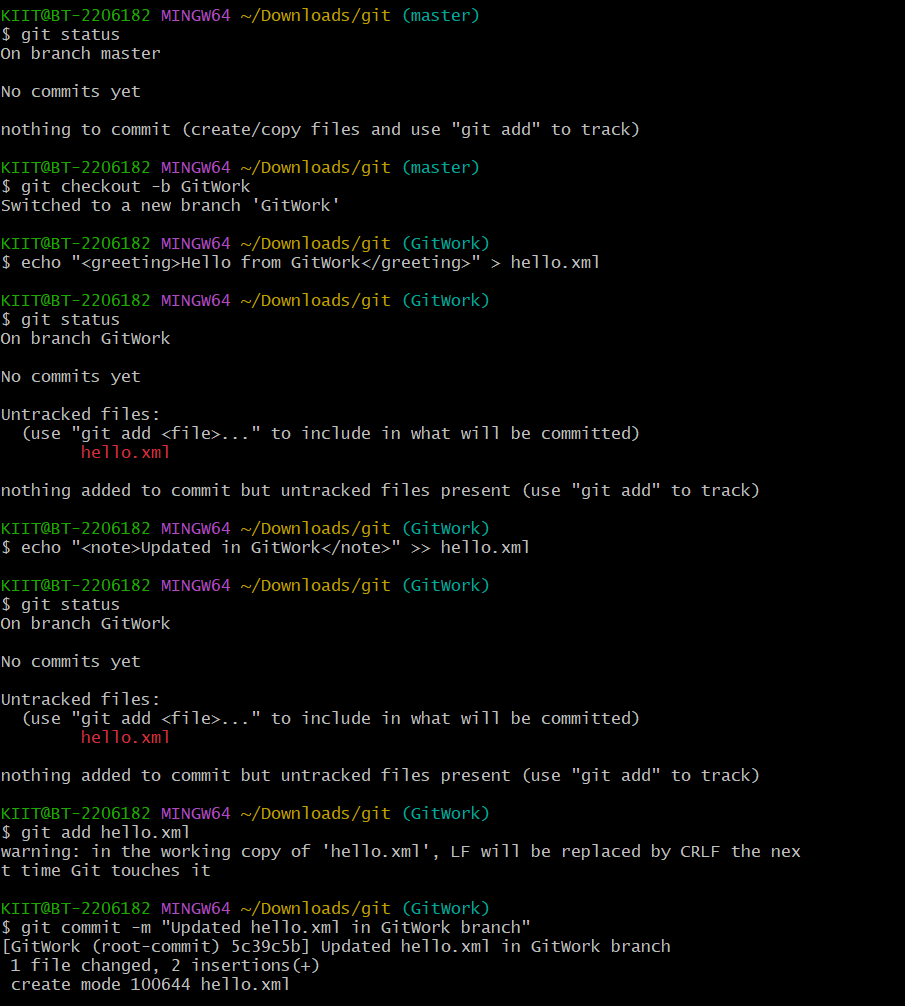 KIIT@BT-2206182 MINGW64 ~/Downloads/git (master)
$ git status
On branch master
No commits yet
nothing to commit (create/copy files and use "git add" to track)
KIIT@BT-2206182 MINGW64 ~/Downloads/git (master)
$ git checkout -b GitWork
Switched to a new branch 'GitWork'
KIIT@BT-2206182 MINGW64 ~/Downloads/git (GitWork)
$ echo "<greeting>Hello from GitWork</greeting>" > hello.xml
KIIT@BT-2206182 MINGW64 ~/Downloads/git (GitWork)
$ git status
On branch GitWork
No commits yet
Untracked files:
  (use "git add <file>..." to include in what will be committed)
        hello.xml
nothing added to commit but untracked files present (use "git add" to track)
KIIT@BT-2206182 MINGW64 ~/Downloads/git (GitWork)
$ echo "<note>Updated in GitWork</note>" >> hello.xml
KIIT@BT-2206182 MINGW64 ~/Downloads/git (GitWork)
$ git status
On branch GitWork
No commits yet
Untracked files:
  (use "git add <file>..." to include in what will be committed)
        hello.xml
nothing added to commit but untracked files present (use "git add" to track)
KIIT@BT-2206182 MINGW64 ~/Downloads/git (GitWork)
$ git add hello.xml
warning: in the working copy of 'hello.xml', LF will be replaced by CRLF the nex
t time Git touches it
KIIT@BT-2206182 MINGW64 ~/Downloads/git (GitWork)
$ git commit -m "Updated hello.xml in GitWork branch"
[GitWork (root-commit) 5c39c5b] Updated hello.xml in GitWork branch
 1 file changed, 2 insertions(+)
 create mode 100644 hello.xml